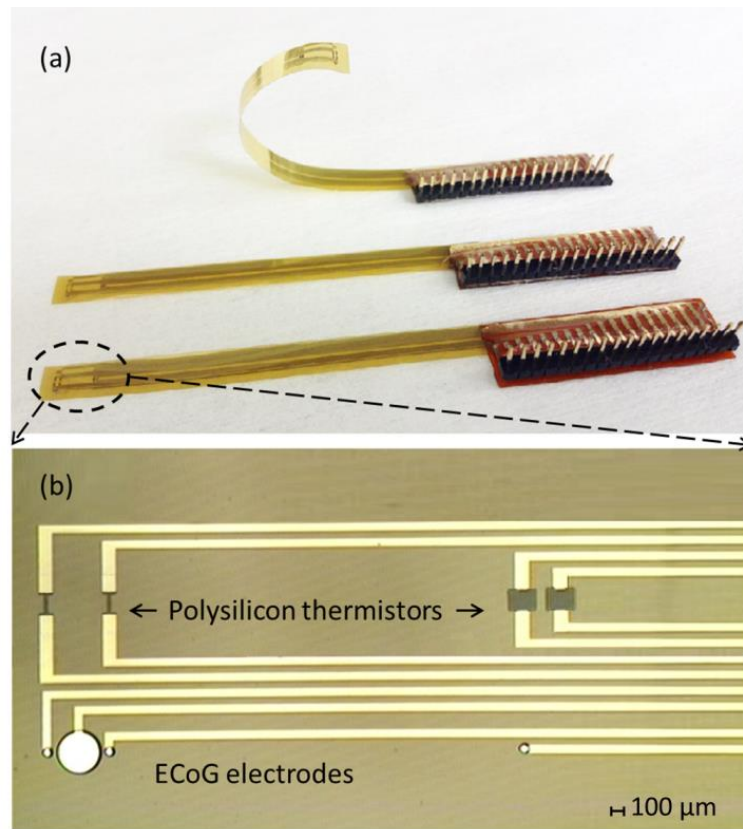 (a)
(b)
← Polysilicon thermistors →
ECoG electrodes
100 μm